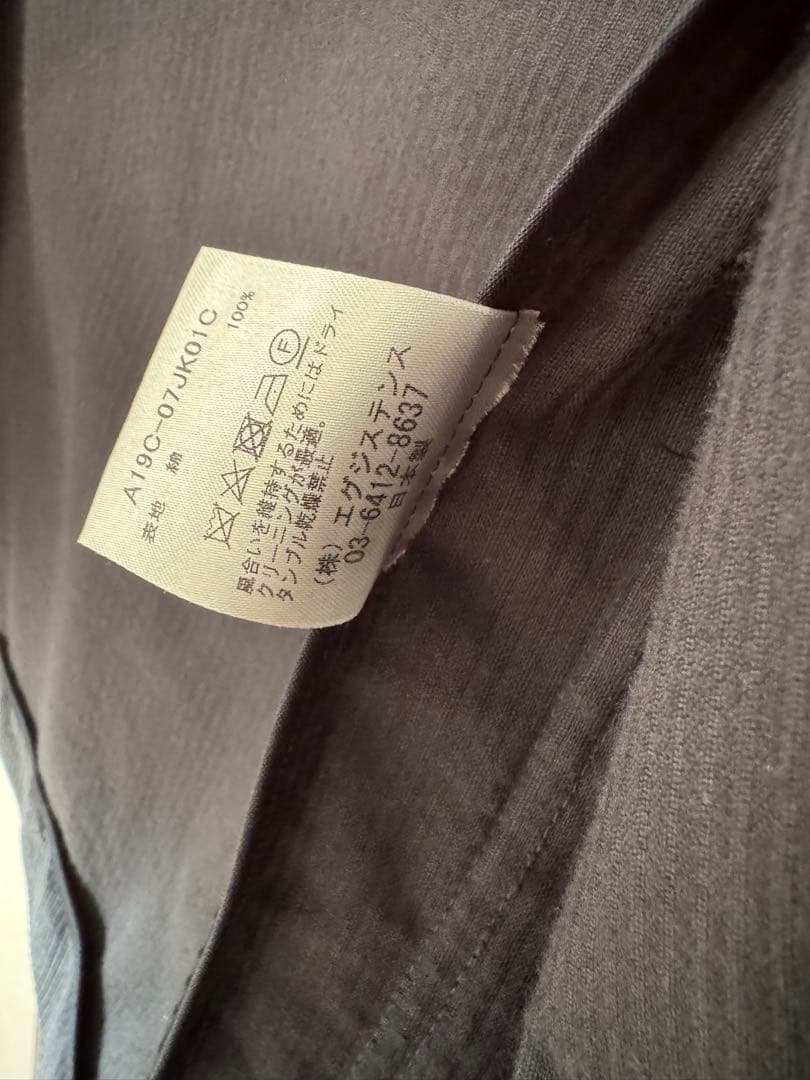 A19C-07JK01C
表地 綿 100%
F
風合いを維持するためにはドライ
クリーニングが最適。
タンブル乾燥禁止
(株) エグジステンス
03-6412-8637
日本製